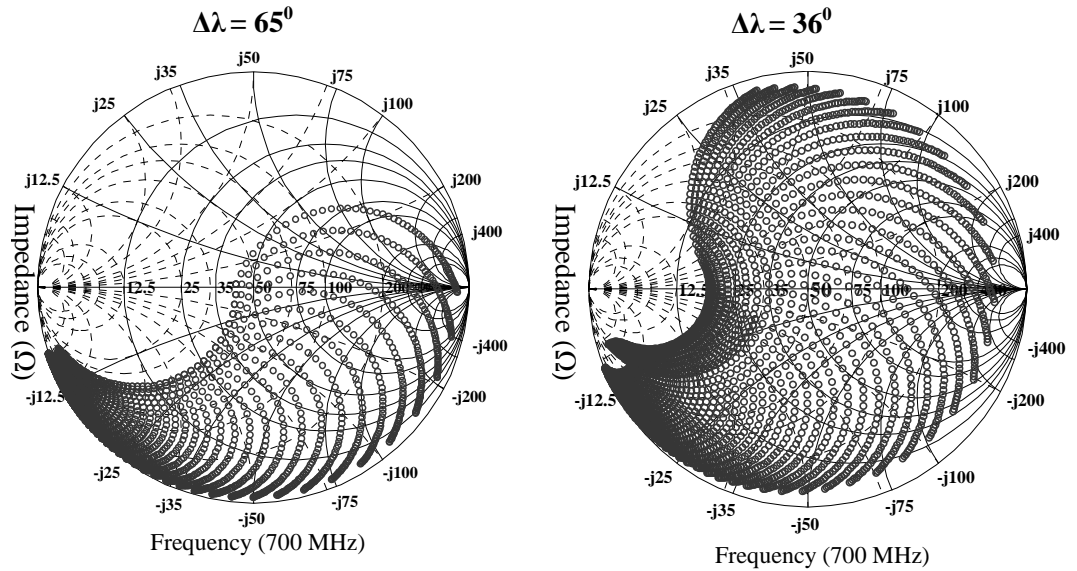 Δλ = 65⁰
j50
j35
j75
j25
j100
j12.5
j200
j400
12.5 25 35 50 75 100 200
-j400
-j200
-j12.5
-j100
-j25
-j75
-j35
-j50
Impedance (Ω)
Frequency (700 MHz)
Δλ = 36⁰
j50
j35
j75
j25
j100
j12.5
j200
j400
12.5 50 75 100 200
-j400
-j200
-j12.5
-j100
-j25
-j75
-j35
-j50
Impedance (Ω)
Frequency (700 MHz)